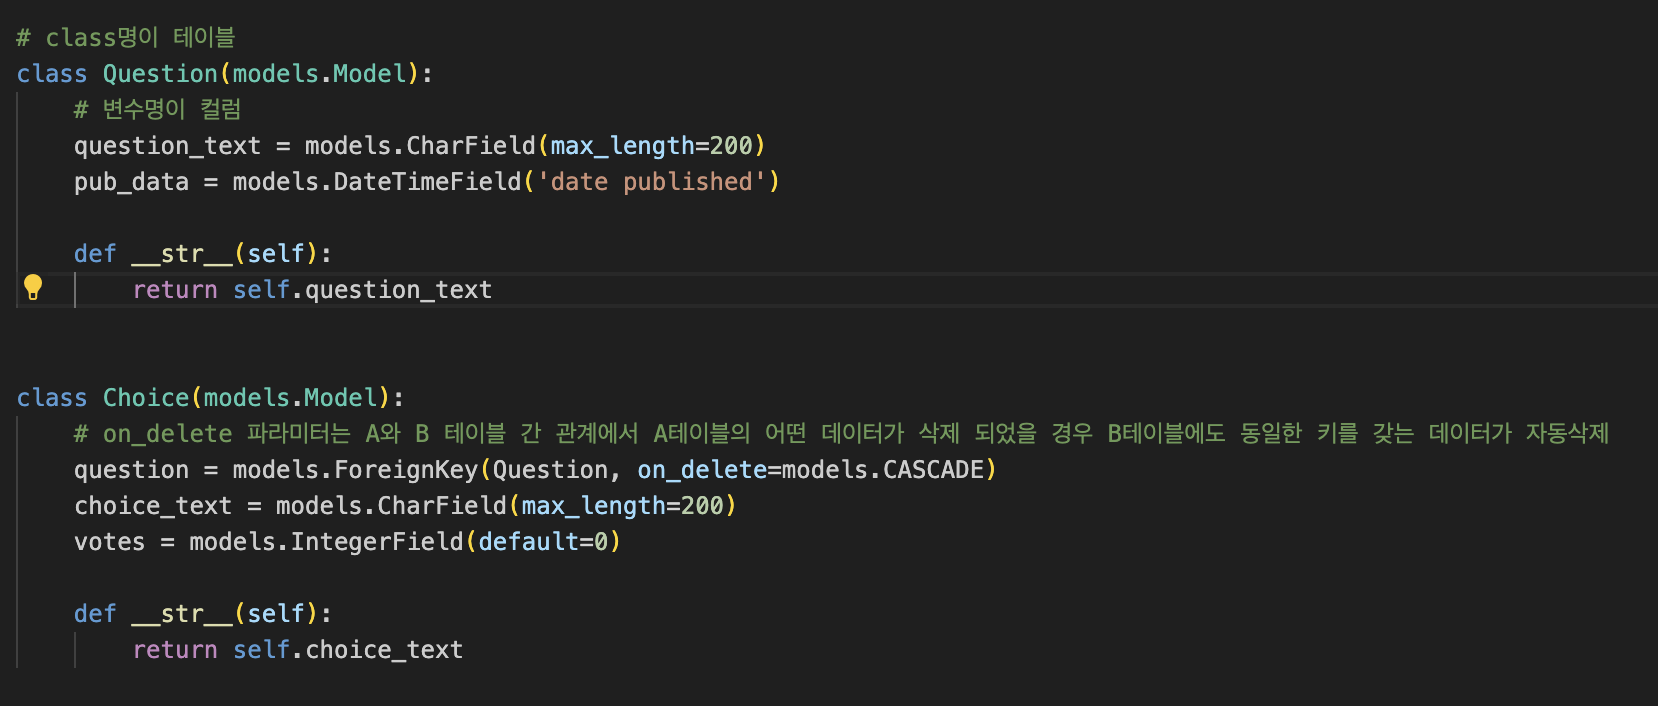 # class명이 테이블
class Question(models.Model):
    # 변수명이 컬럼
    question_text = models.CharField(max_length=200)
    pub_data = models.DateTimeField('date published')
    def __str__(self):
        return self.question_text
class Choice(models.Model):
    # on_delete 파라미터는 A와 B 테이블 간 관계에서 A테이블의 어떤 데이터가 삭제 되었을 경우 B테이블에도 동일한 키를 갖는 데이터가 자동삭제
    question = models.ForeignKey(Question, on_delete=models.CASCADE)
    choice_text = models.CharField(max_length=200)
    votes = models.IntegerField(default=0)
    def __str__(self):
        return self.choice_text